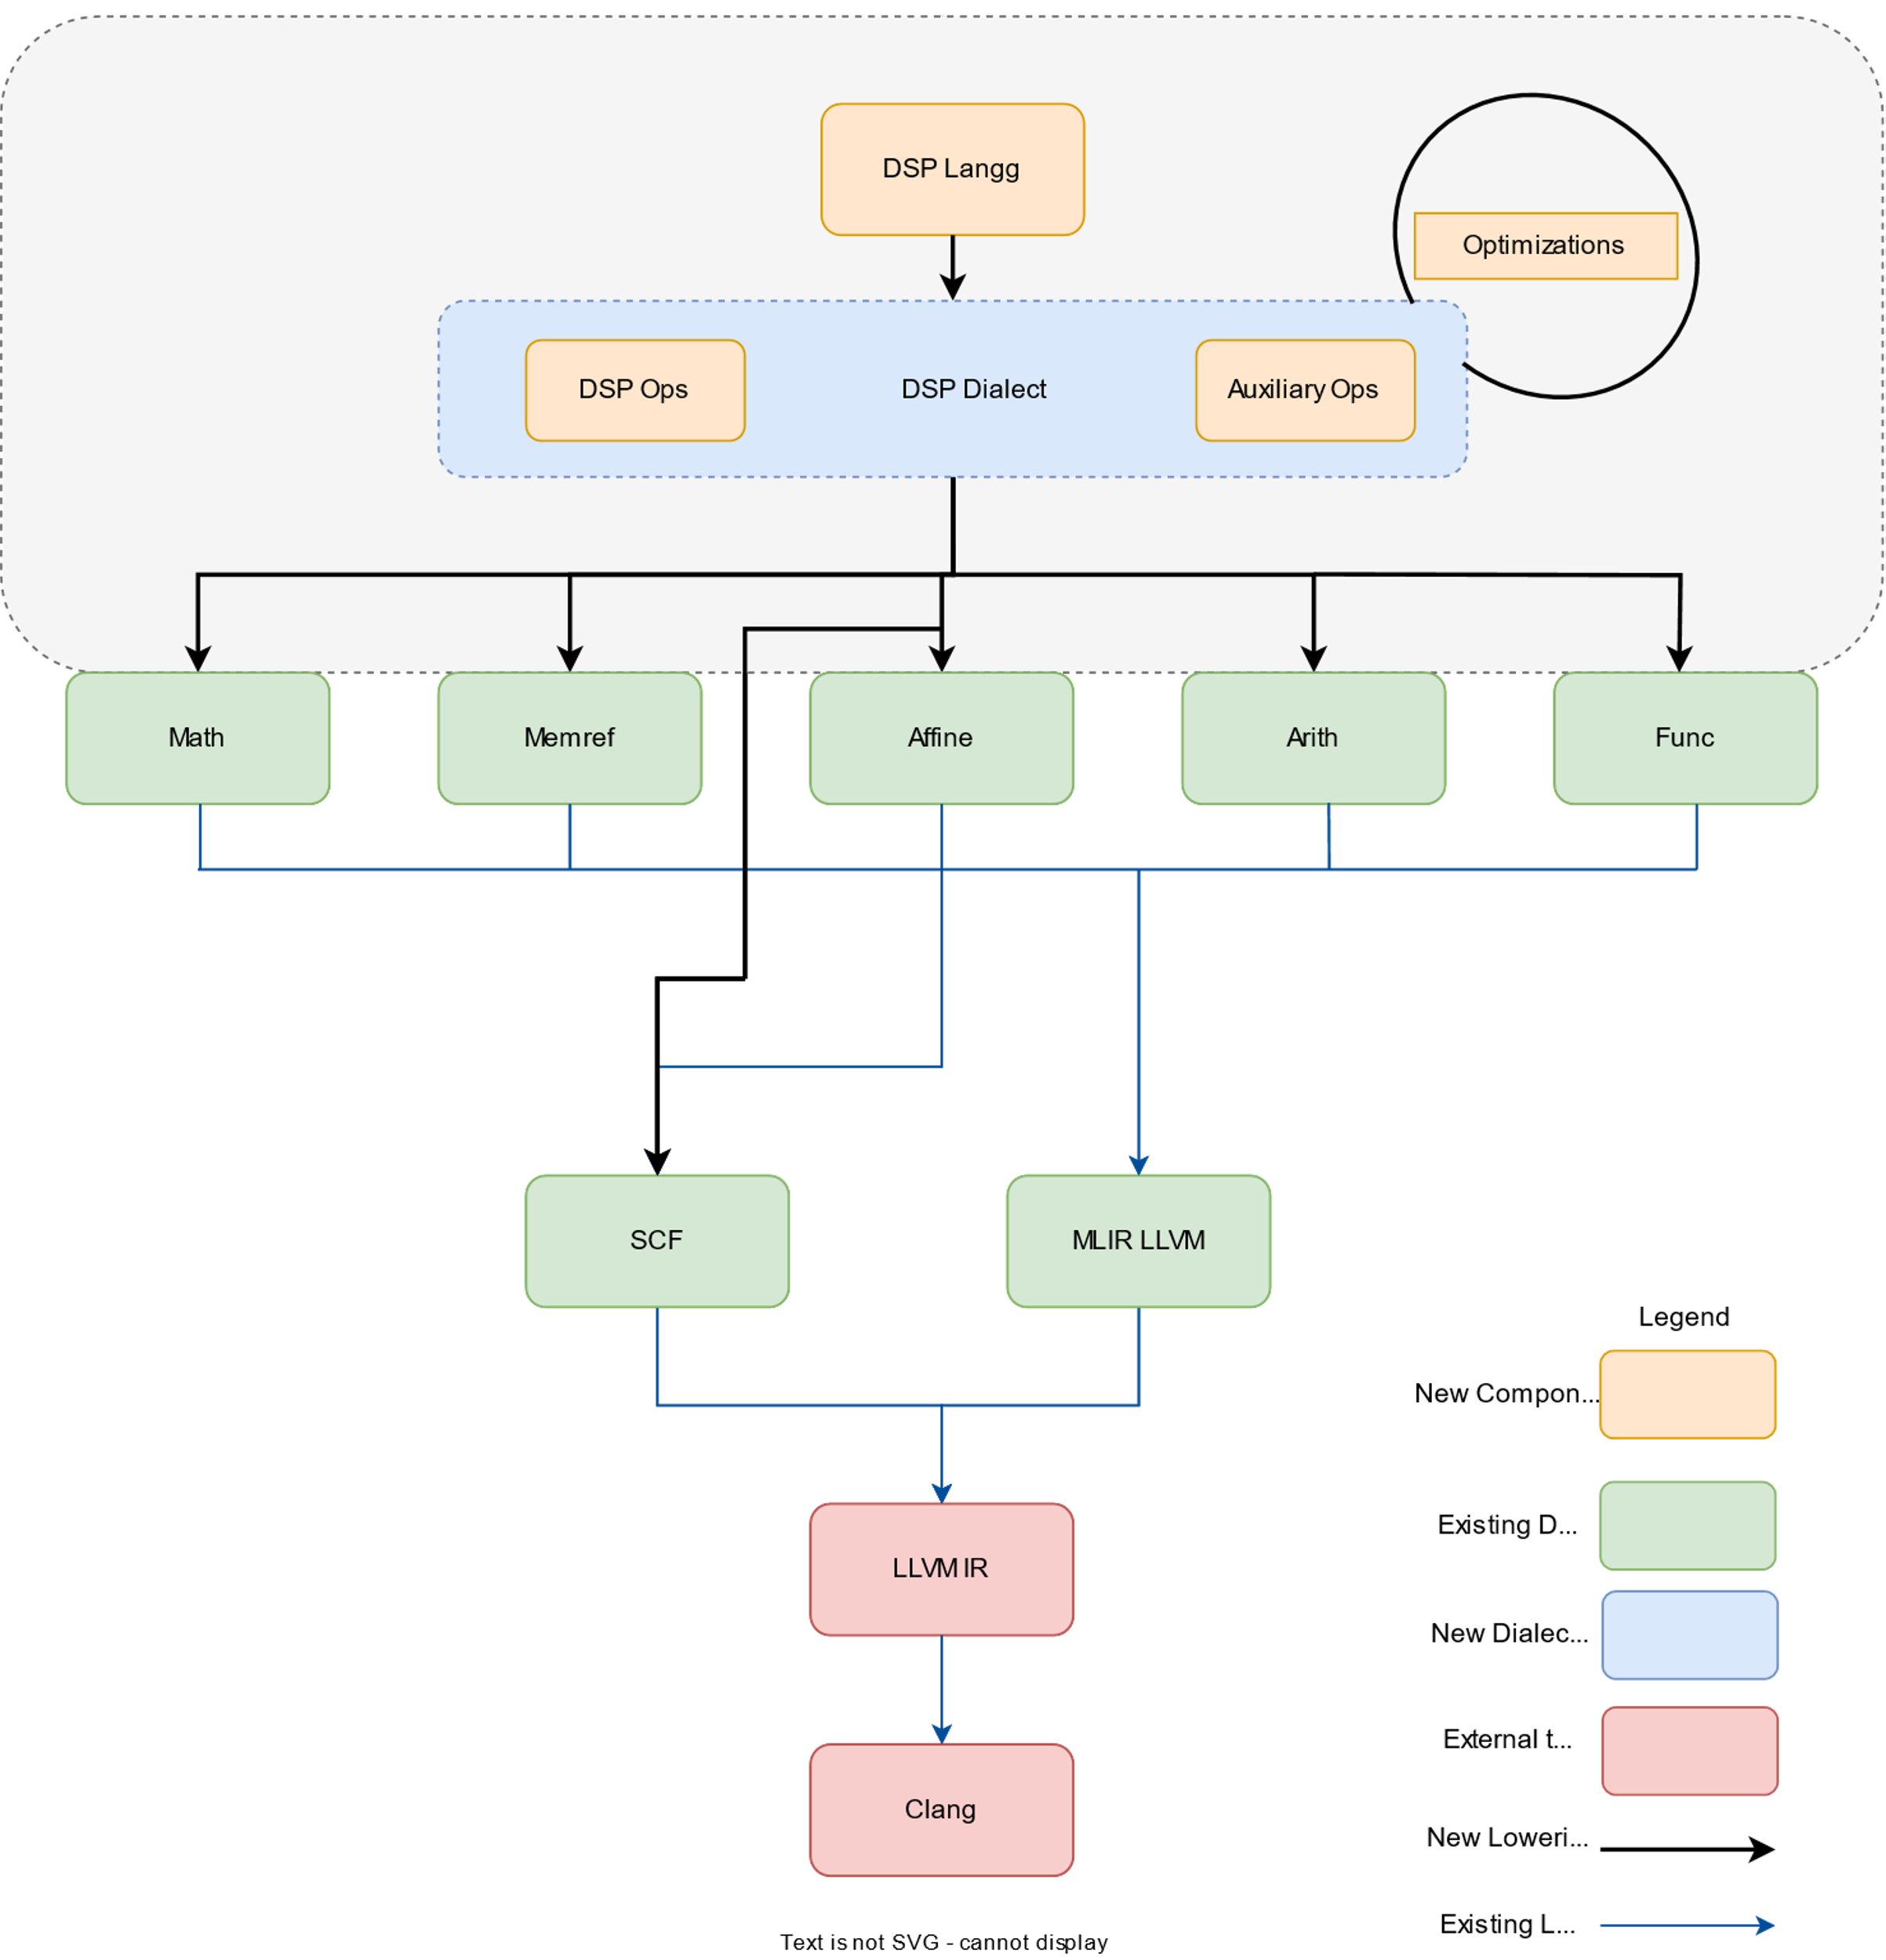 DSP Langg
Optimizations
DSP Ops
DSP Dialect
Auxiliary Ops
Math
Memref
Affine
Arith
Func
SCF
MLIR LLVM
LLVM IR
Clang
Legend
New Compon...
Existing D...
New Dialec...
External t...
New Loweri...
Existing L...
Text is not SVG - cannot display